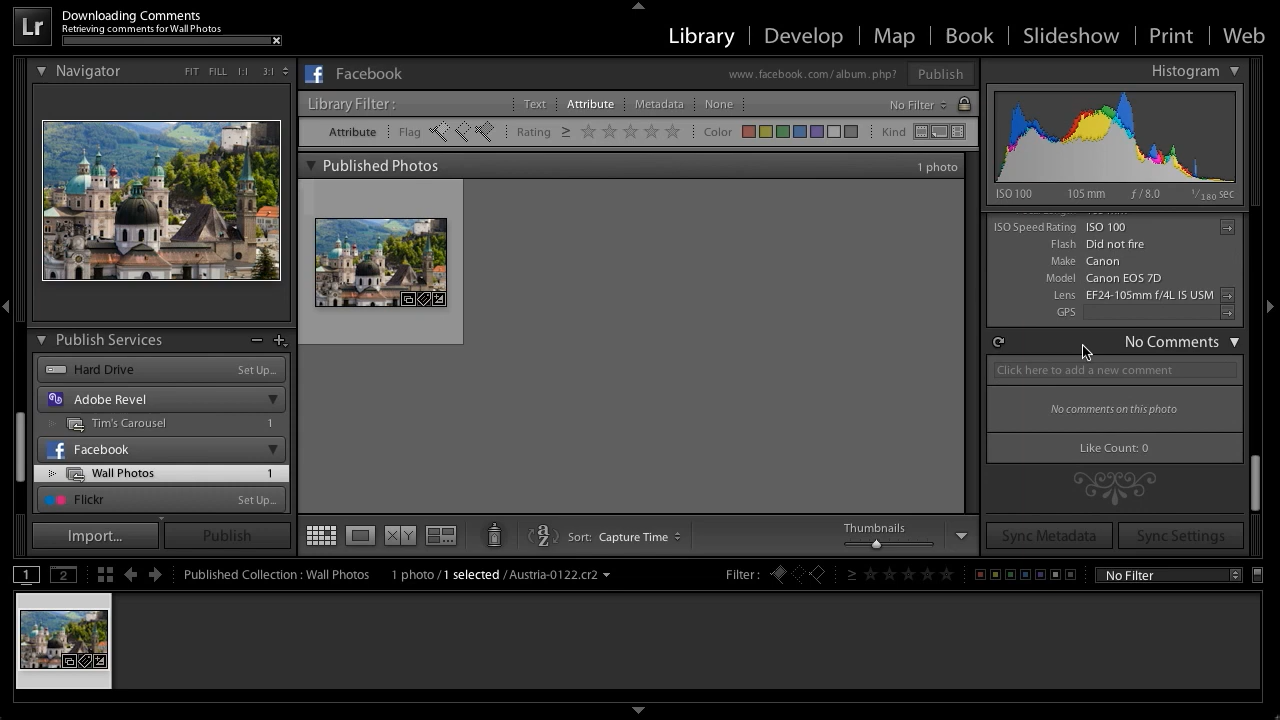 Lr
Downloading Comments
Retrieving comments for Wall Photos
Library | Develop | Map | Book | Slideshow | Print | Web
Navigator FIT FILL 1:1 3:1
Facebook www.facebook.com/album.php? Publish
Histogram
Library Filter : Text Attribute Metadata None No Filter
Attribute Flag Rating ≥ Color Kind
Published Photos 1 photo
ISO 100 105 mm ƒ / 8.0 1/180 sec
ISO Speed Rating ISO 100
Flash Did not fire
Make Canon
Model Canon EOS 7D
Lens EF24-105mm f/4L IS USM
GPS
Publish Services
No Comments
Hard Drive Set Up...
Click here to add a new comment
Adobe Revel
Tim's Carousel 1
No comments on this photo
Facebook
Like Count: 0
Wall Photos 1
Flickr Set Up...
Import... Publish
X Y
Sort: Capture Time
Thumbnails
Sync Metadata Sync Settings
1 2 Published Collection : Wall Photos 1 photo / 1 selected / Austria-0122.cr2 Filter : ≥ No Filter